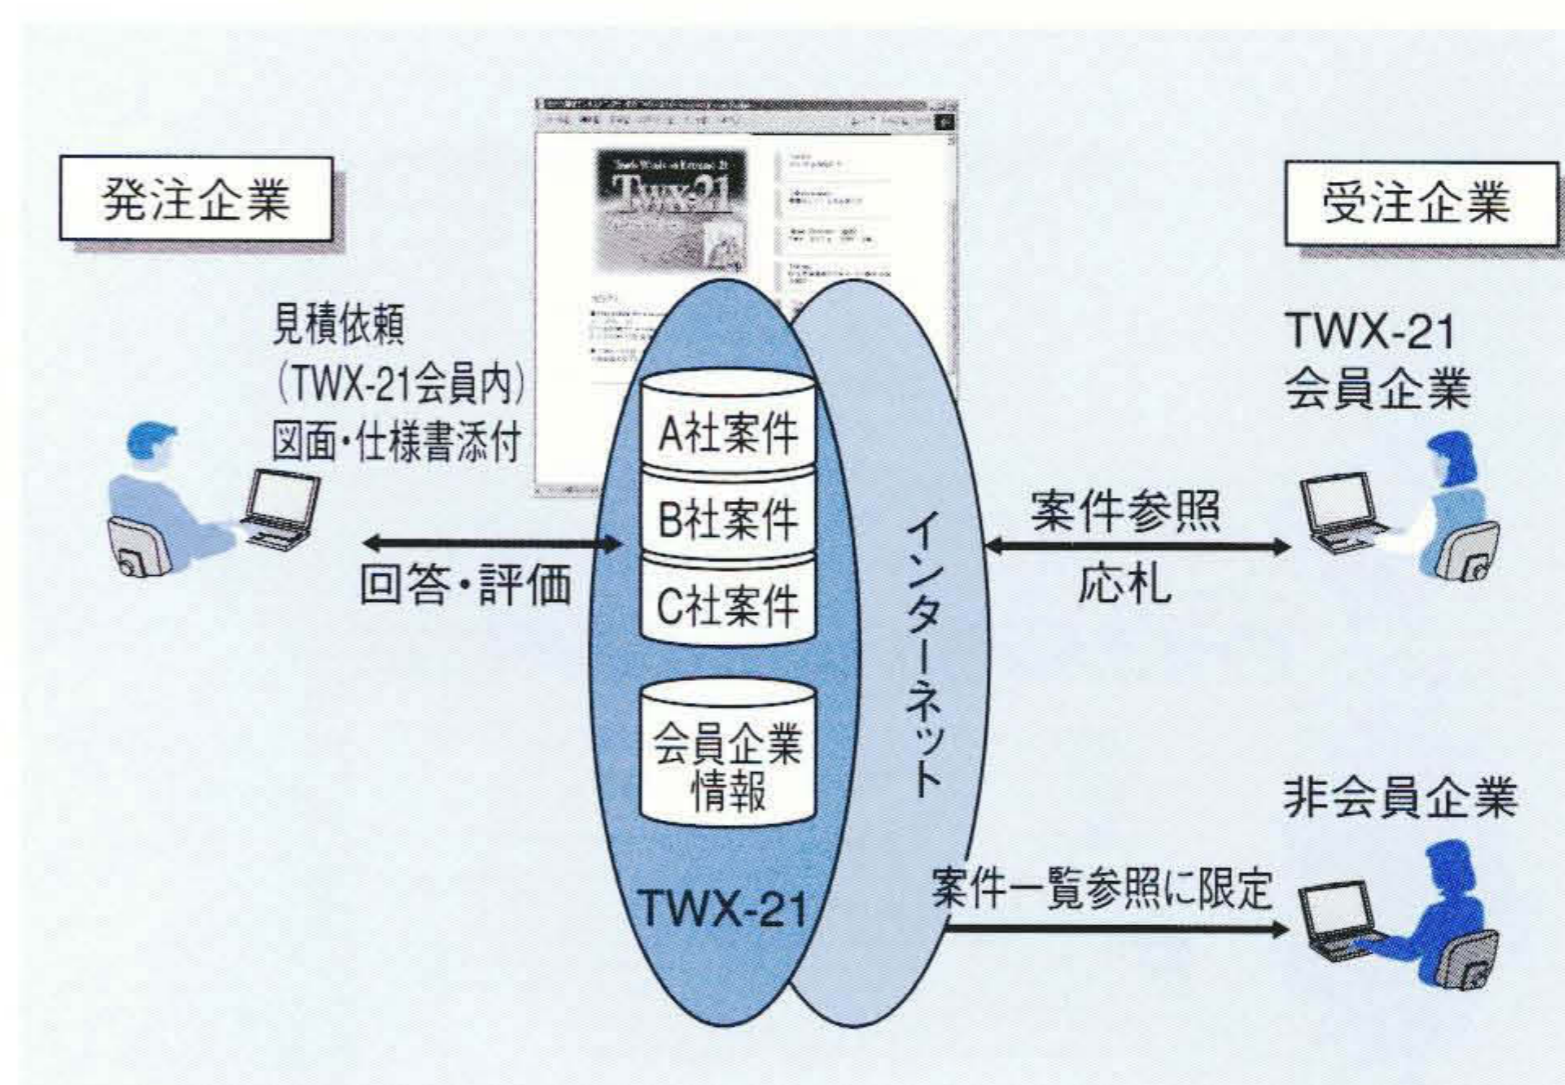 発注企業
受注企業
Twx-21
見積依頼
(TWX-21会員内)
図面・仕様書添付
TWX-21
会員企業
A社案件
B社案件
C社案件
回答・評価
案件参照
応札
インターネット
会員企業
情報
非会員企業
TWX-21
案件一覧参照に限定